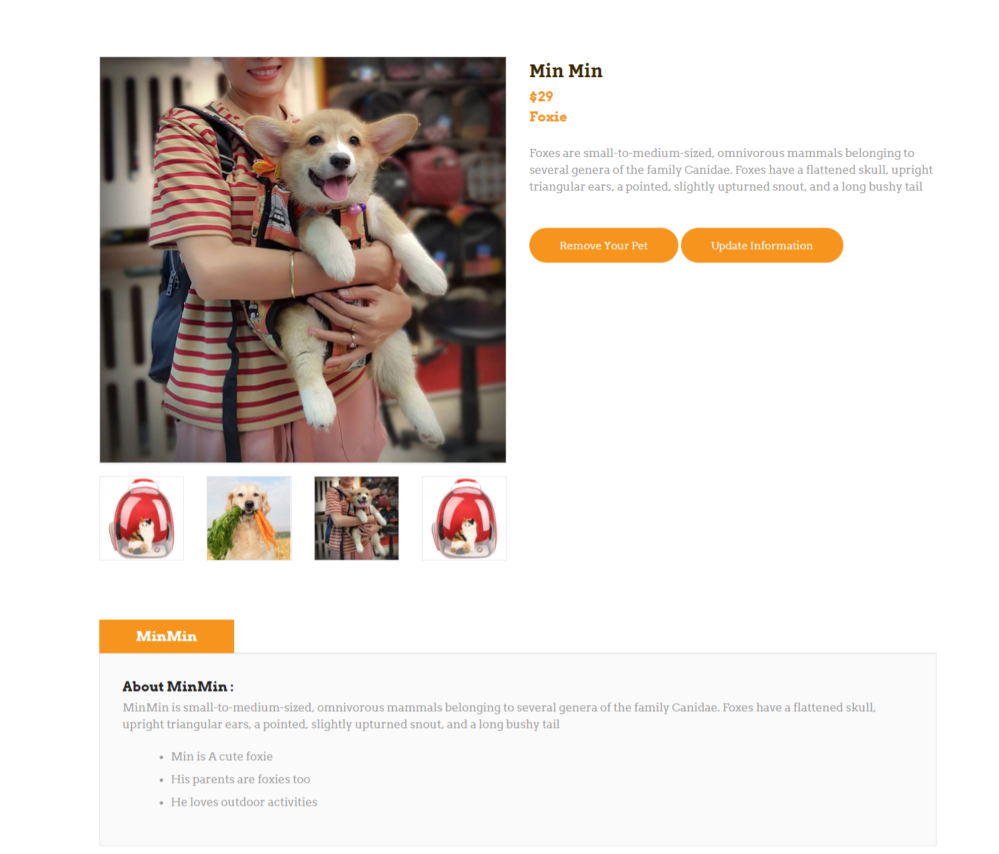 Min Min
$29
Foxie
Foxes are small-to-medium-sized, omnivorous mammals belonging to
several genera of the family Canidae. Foxes have a flattened skull, upright
triangular ears, a pointed, slightly upturned snout, and a long bushy tail
Remove Your Pet
Update Information
MinMin
About MinMin :
MinMin is small-to-medium-sized, omnivorous mammals belonging to several genera of the family Canidae. Foxes have a flattened skull,
upright triangular ears, a pointed, slightly upturned snout, and a long bushy tail
• Min is A cute foxie
• His parents are foxies too
• He loves outdoor activities